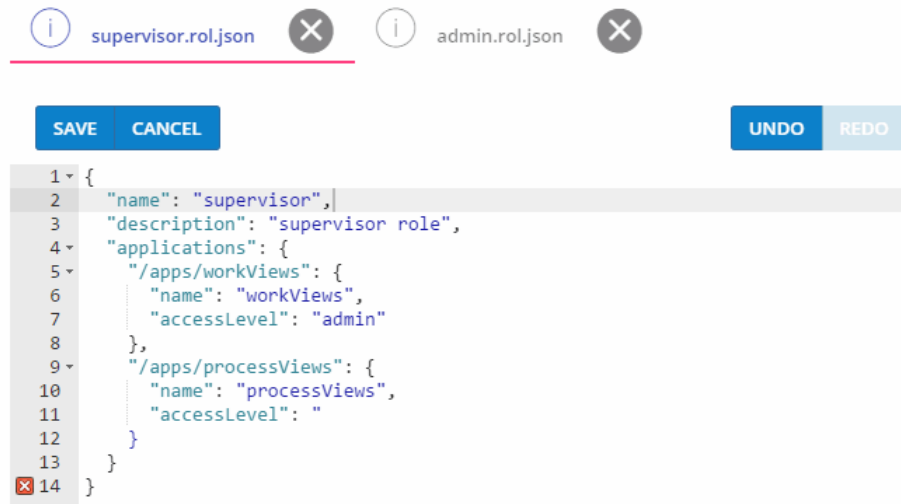 supervisor.rol.json admin.rol.json
SAVE CANCEL UNDO REDO
1 {
2 "name": "supervisor",
3 "description": "supervisor role",
4 "applications": {
5 "/apps/workViews": {
6 "name": "workViews",
7 "accessLevel": "admin"
8 },
9 "/apps/processViews": {
10 "name": "processViews",
11 "accessLevel": "
12 }
13 }
14 }